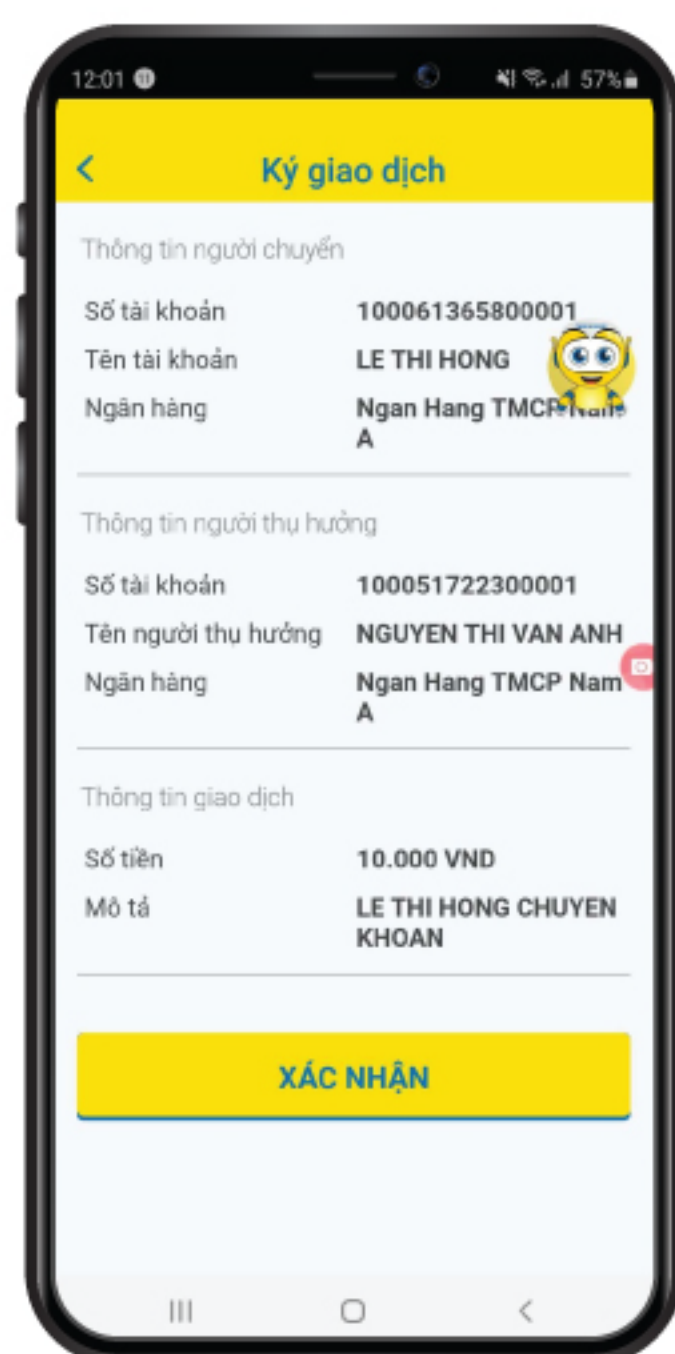 12:01
57%
Ký giao dịch
Thông tin người chuyển
Số tài khoản 100061365800001
Tên tài khoản LE THI HONG
Ngân hàng Ngan Hang TMCP Nam
A
Thông tin người thụ hưởng
Số tài khoản 100051722300001
Tên người thụ hưởng NGUYEN THI VAN ANH
Ngân hàng Ngan Hang TMCP Nam
A
Thông tin giao dịch
Số tiền 10.000 VND
Mô tả LE THI HONG CHUYEN
KHOAN
XÁC NHẬN